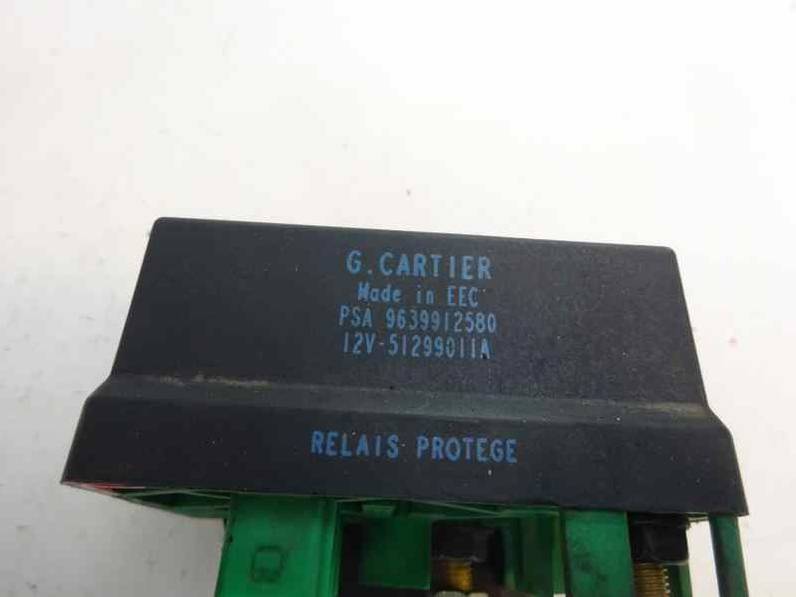 G.CARTIER
Made in EEC
PSA 9639912580
12V-51299011A
RELAIS PROTEGE